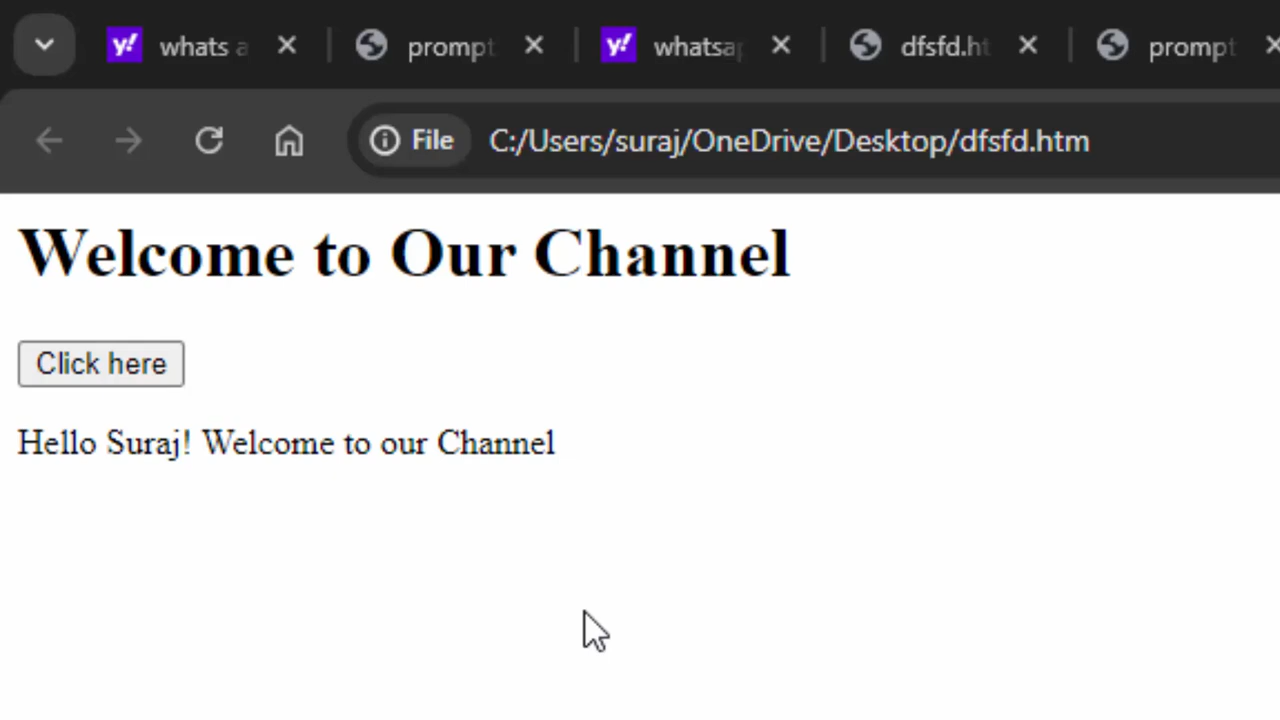 whats a
prompt
whatsap
dfsfd.ht
prompt
File C:/Users/suraj/OneDrive/Desktop/dfsfd.htm
Welcome to Our Channel
Click here
Hello Suraj! Welcome to our Channel